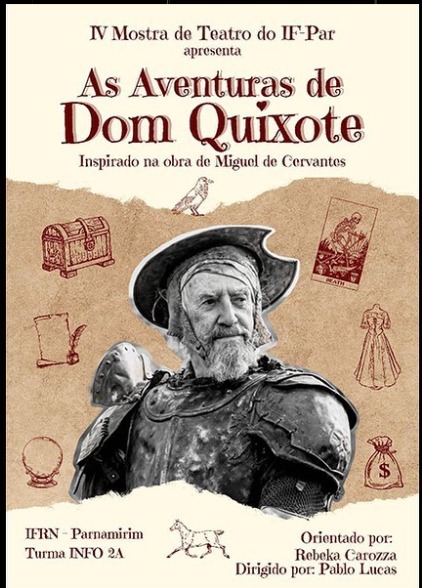 IV Mostra de Teatro do IF-Par
apresenta
As Aventuras de
Dom Quixote
Inspirado na obra de Miguel de Cervantes
DEATH
$
IFRN - Parnamirim
Turma INFO 2A
Orientado por:
Rebeka Carozza
Dirigido por: Pablo Lucas